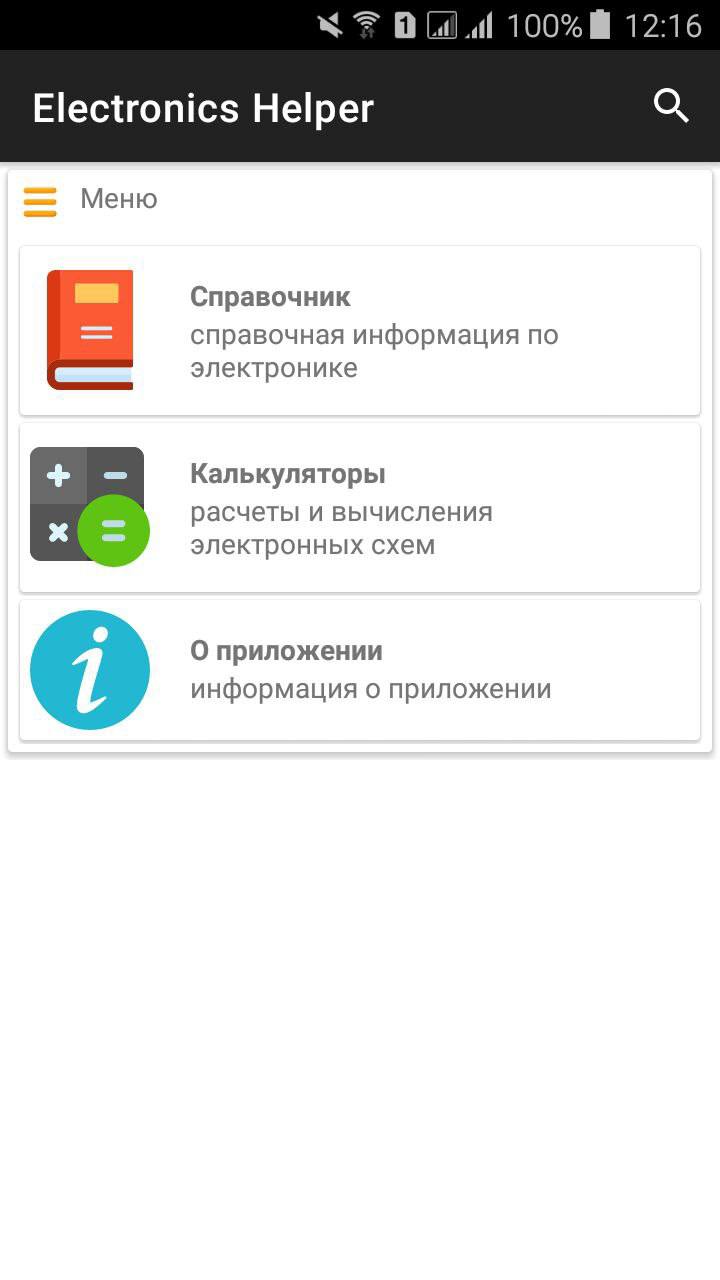 1 100% 12:16
Electronics Helper
Меню
Справочник
справочная информация по
электронике
Калькуляторы
расчеты и вычисления
электронных схем
О приложении
информация о приложении